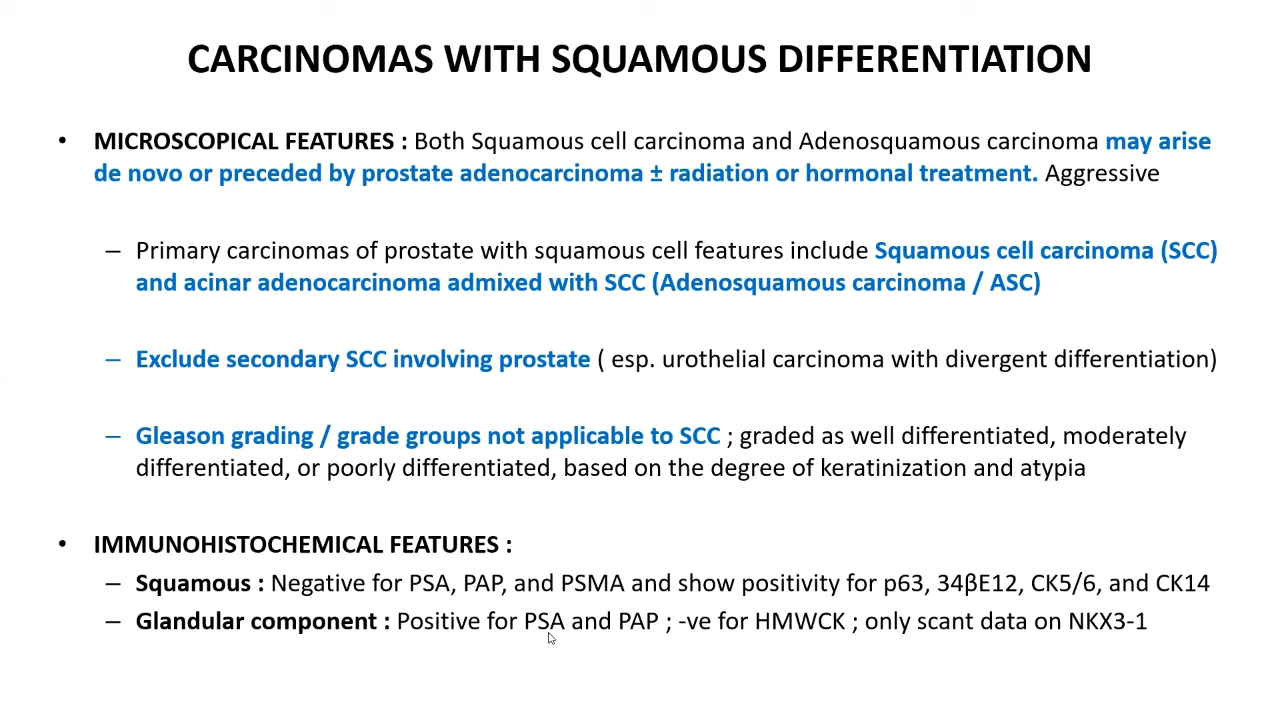 CARCINOMAS WITH SQUAMOUS DIFFERENTIATION
• MICROSCOPICAL FEATURES : Both Squamous cell carcinoma and Adenosquamous carcinoma may arise
de novo or preceded by prostate adenocarcinoma ± radiation or hormonal treatment. Aggressive
– Primary carcinomas of prostate with squamous cell features include Squamous cell carcinoma (SCC)
and acinar adenocarcinoma admixed with SCC (Adenosquamous carcinoma / ASC)
– Exclude secondary SCC involving prostate ( esp. urothelial carcinoma with divergent differentiation)
– Gleason grading / grade groups not applicable to SCC ; graded as well differentiated, moderately
differentiated, or poorly differentiated, based on the degree of keratinization and atypia
• IMMUNOHISTOCHEMICAL FEATURES :
– Squamous : Negative for PSA, PAP, and PSMA and show positivity for p63, 34βE12, CK5/6, and CK14
– Glandular component : Positive for PSA and PAP ; -ve for HMWCK ; only scant data on NKX3-1